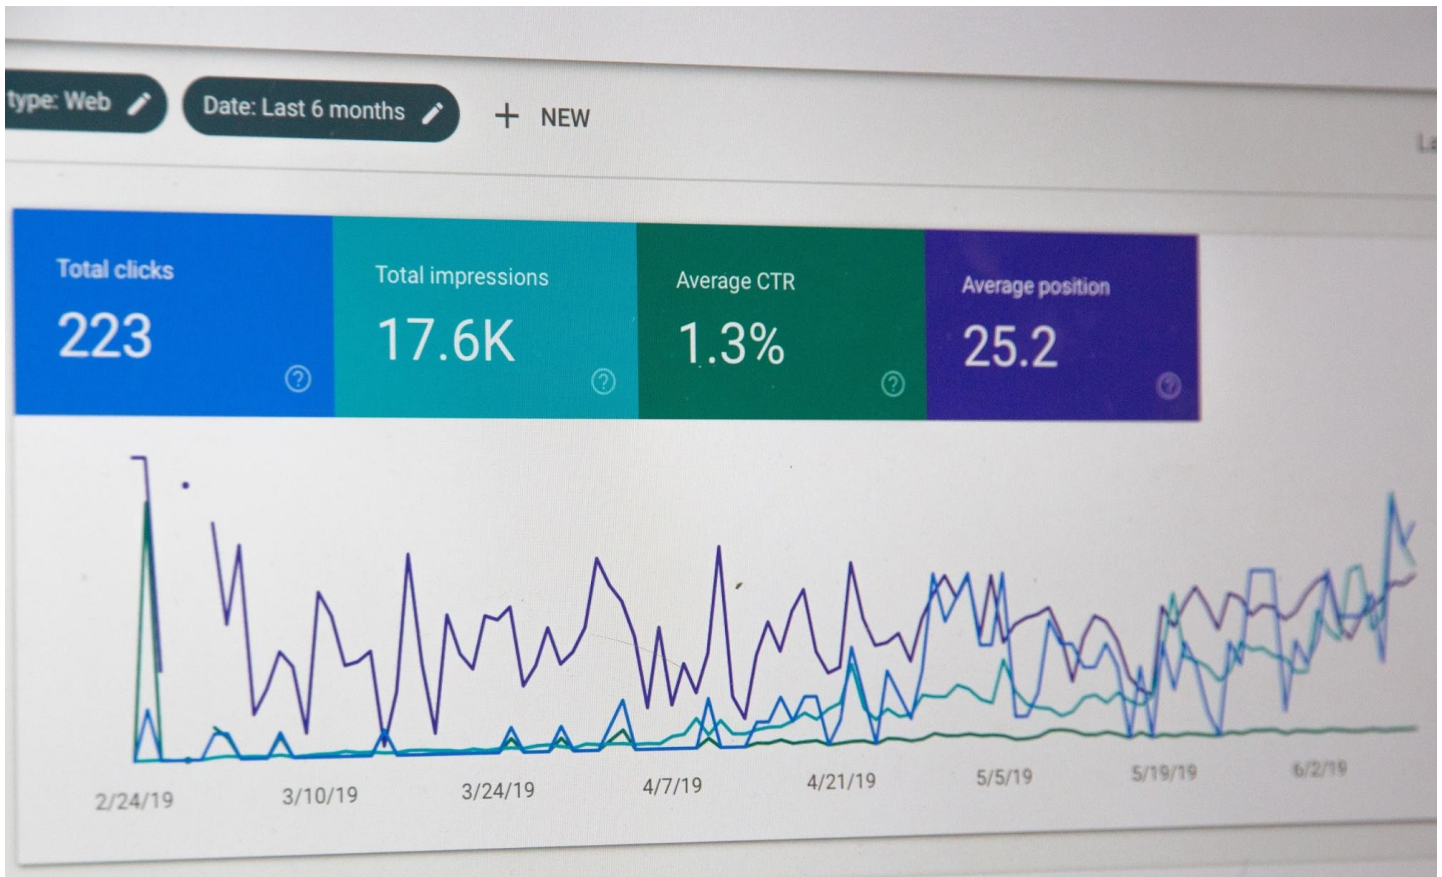 type: Web
Date: Last 6 months
+ NEW
Total clicks
223
Total impressions
17.6K
Average CTR
1.3%
Average position
25.2
2/24/19
3/10/19
3/24/19
4/7/19
4/21/19
5/5/19
5/19/19
6/2/19